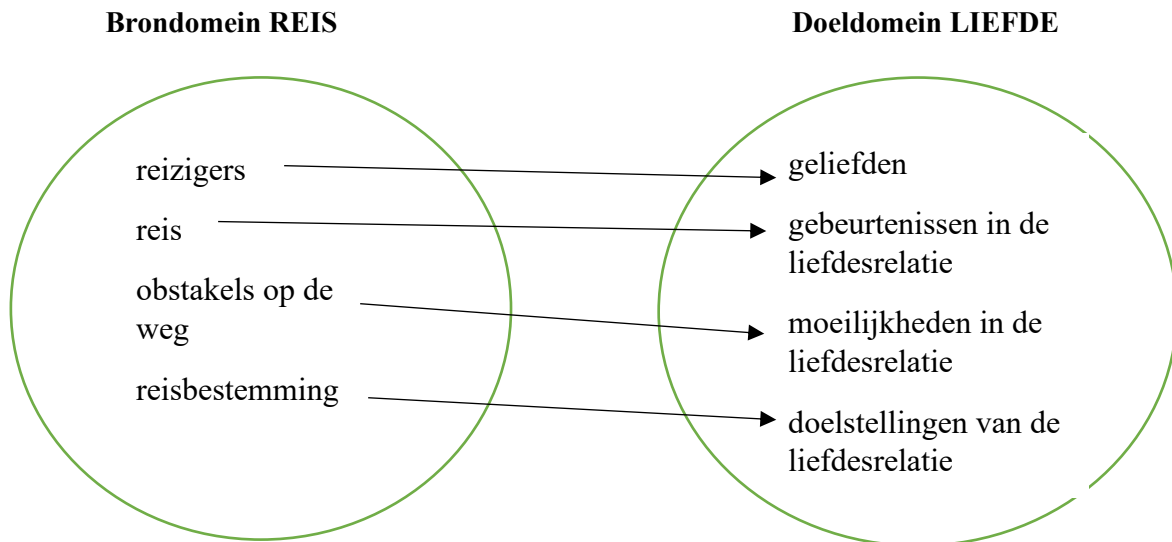 Brondomein REIS
Doeldomein LIEFDE
reizigers
reis
obstakels op de
weg
reisbestemming
geliefden
gebeurtenissen in de
liefdesrelatie
moeilijkheden in de
liefdesrelatie
doelstellingen van de
liefdesrelatie